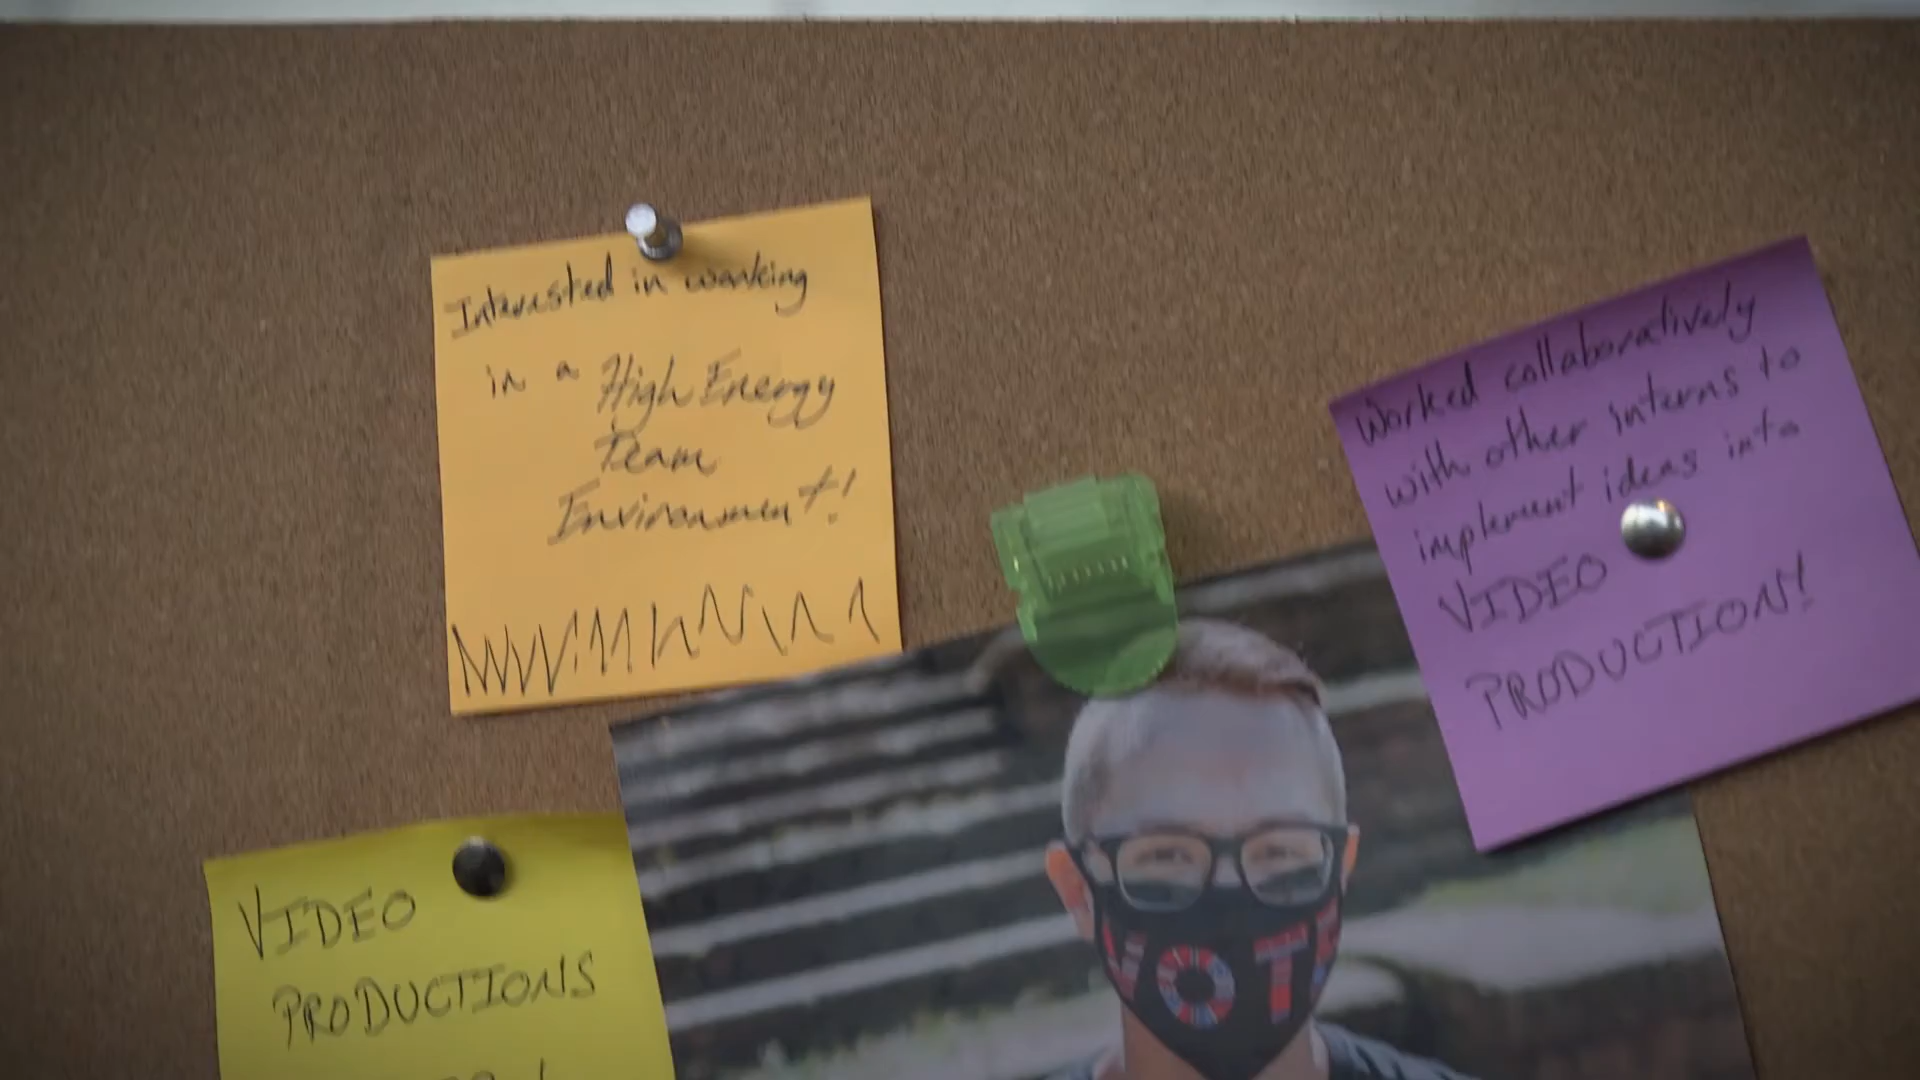 Interested in working
in a High Energy
Team
Environment!
Worked collaboratively
with other interns to
implement ideas into
VIDEO
PRODUCTION!
VIDEO
PRODUCTIONS
VOTE